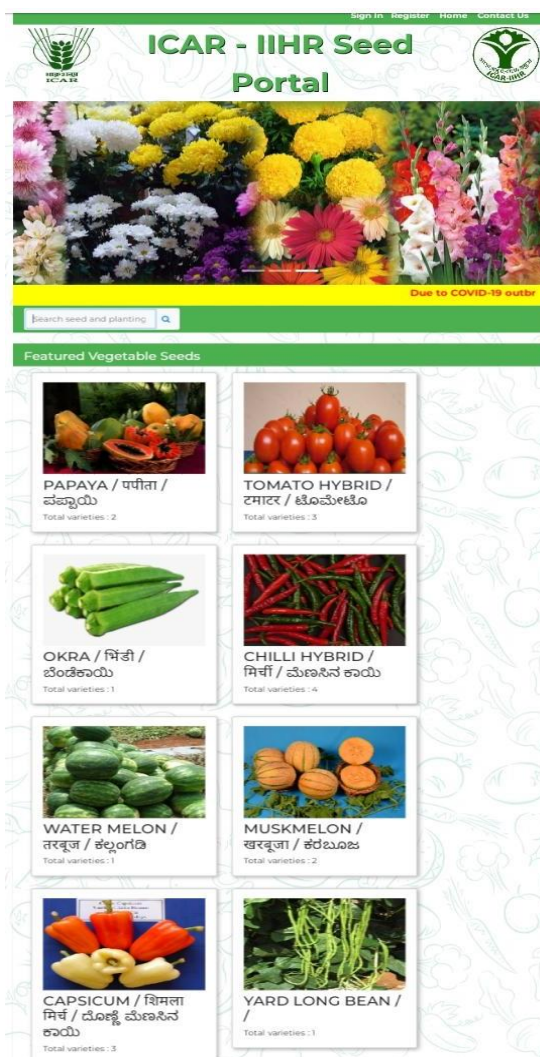 Sign In Register Home Contact Us
ICAR - IIHR Seed
Portal
ICAR
ICAR-IIHR
Due to COVID-19 outbr
Search seed and planting
Featured Vegetable Seeds
PAPAYA / पपीता /
ಪಪ್ಪಾಯಿ
Total varieties : 2
TOMATO HYBRID /
टमाटर / ಟೊಮೇಟೊ
Total varieties : 3
OKRA / भिंडी /
ಬೆಂಡೆಕಾಯಿ
Total varieties : 1
CHILLI HYBRID /
मिर्ची / ಮೆಣಸಿನ ಕಾಯಿ
Total varieties : 4
WATER MELON /
तरबूज / ಕಲ್ಲಂಗಡಿ
Total varieties : 1
MUSKMELON /
खरबूजा / ಕರಬೂಜ
Total varieties : 2
CAPSICUM / शिमला
मिर्च / ದೊಣ್ಣೆ ಮೆಣಸಿನ
ಕಾಯಿ
Total varieties : 3
YARD LONG BEAN /
/
Total varieties : 1